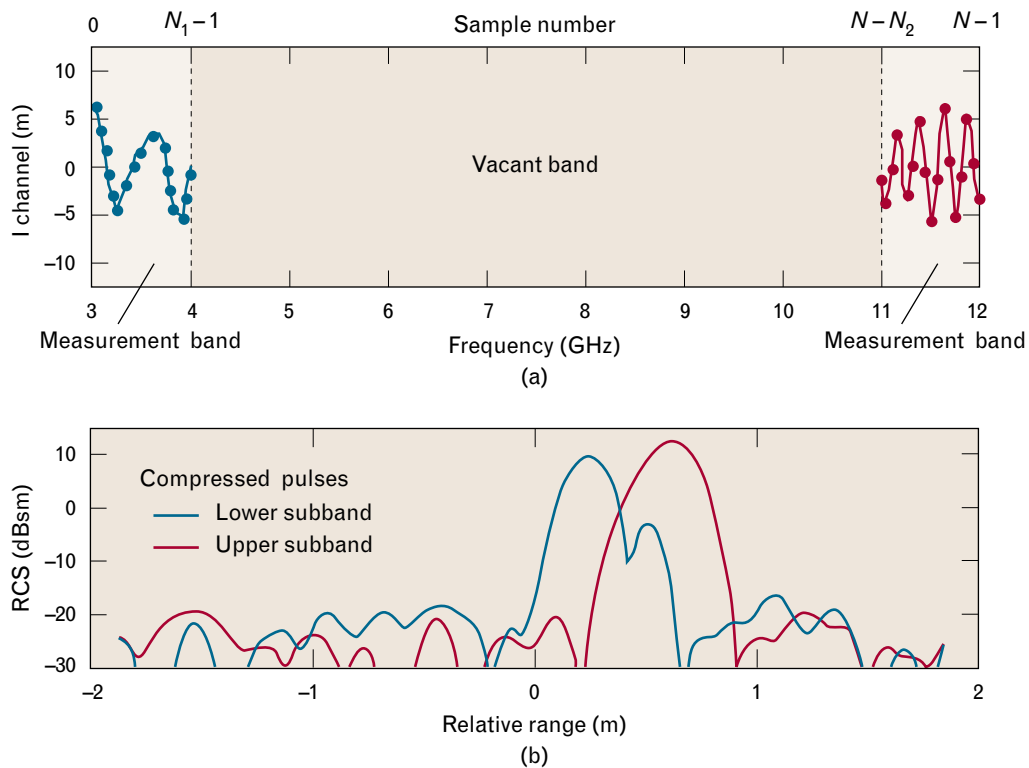 0 N1–1 Sample number N–N2 N–1
10
5
0
–5
–10
I channel (m)
Vacant band
3 4 5 6 7 8 9 10 11 12
Measurement band Frequency (GHz) Measurement band
(a)
10
0
–10
–20
–30
RCS (dBsm)
Compressed pulses
Lower subband
Upper subband
–2 –1 0 1 2
Relative range (m)
(b)